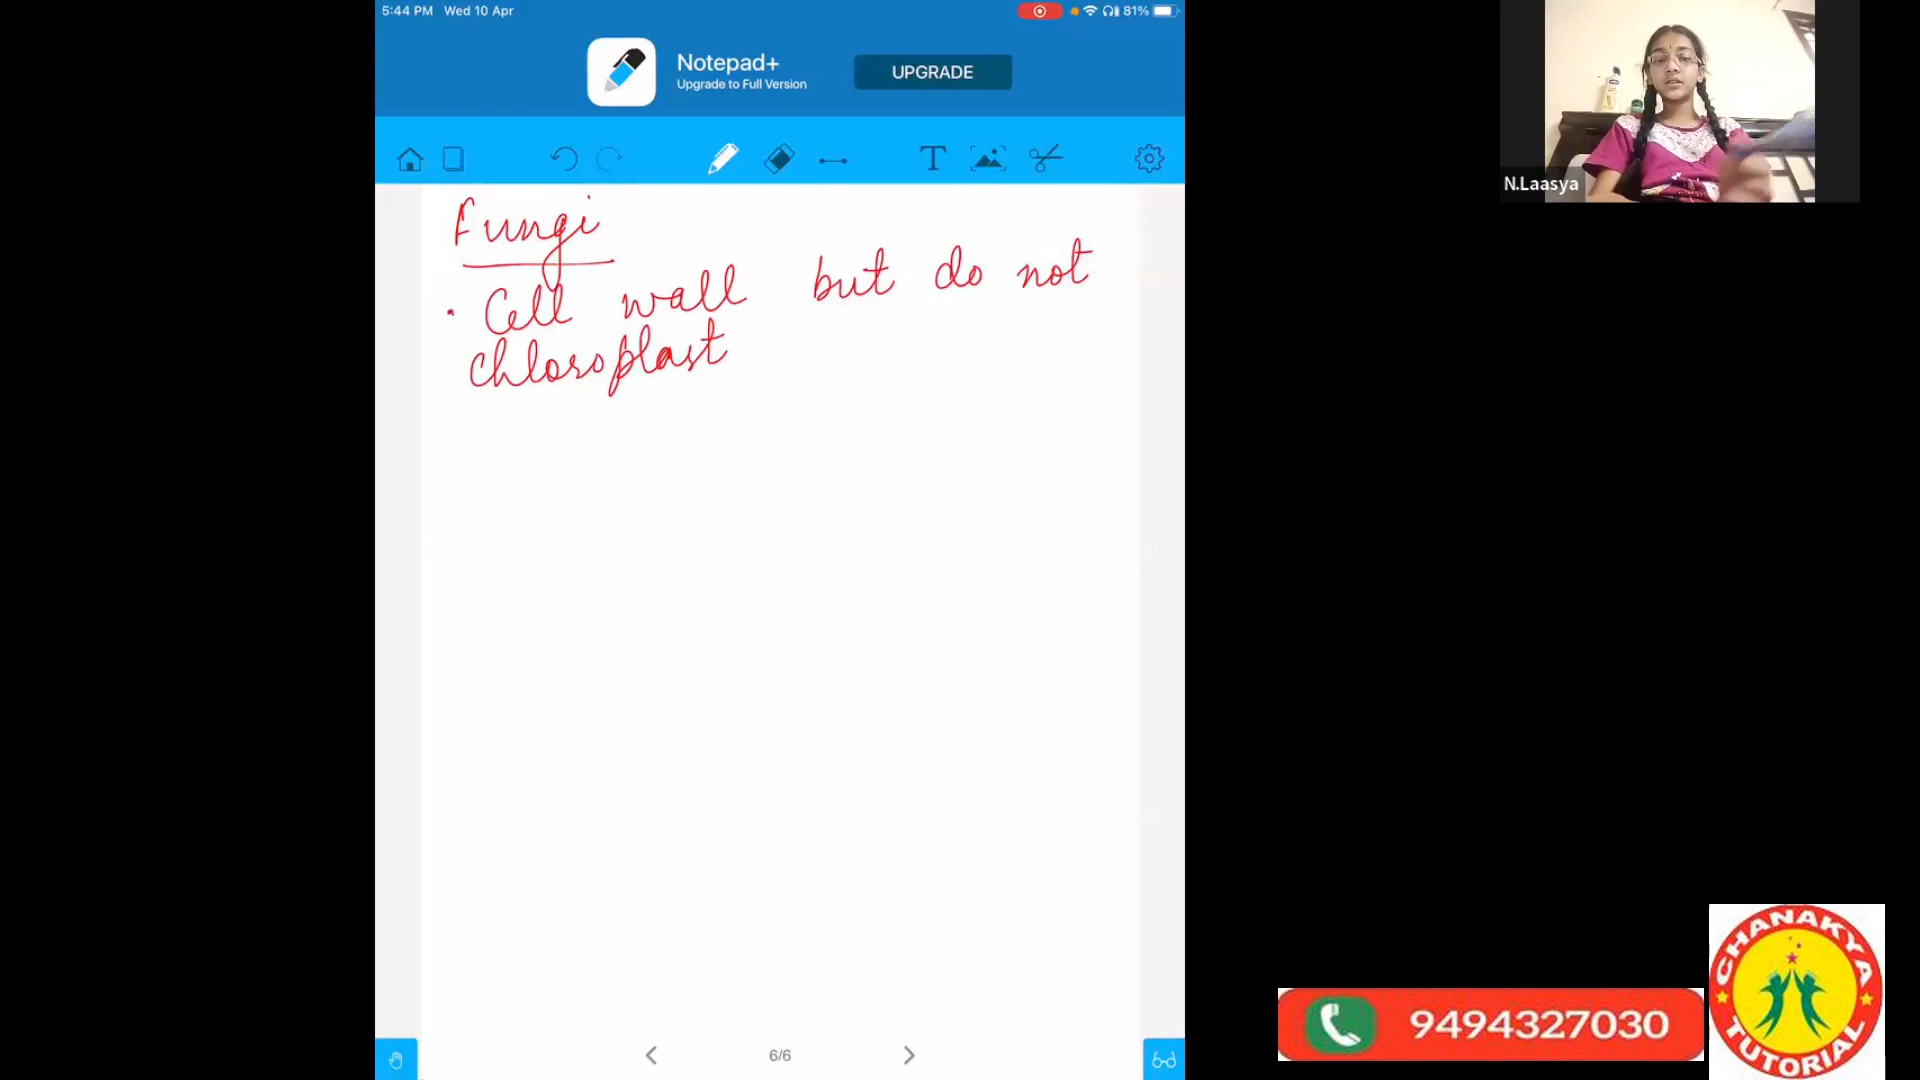 5:44 PM Wed 10 Apr
81%
Notepad+
Upgrade to Full Version
UPGRADE
T
Fungi
. Cell wall but do not
chloroplast
6/6
N.Laasya
9494327030
CHANAKYA
TUTORIAL